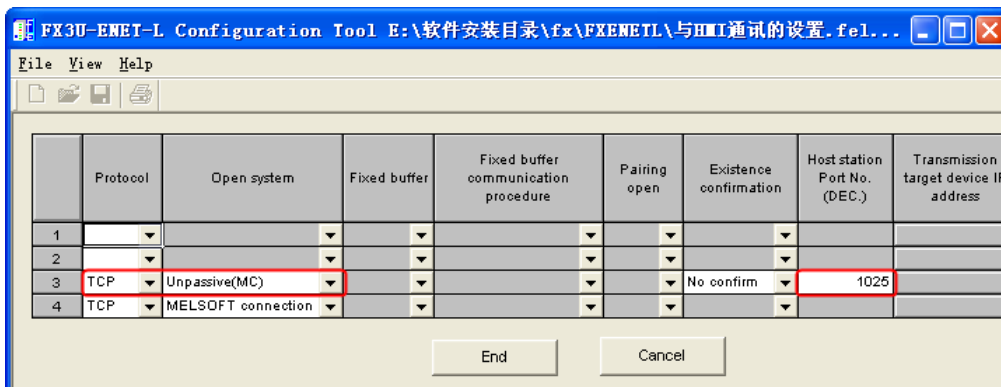 FX3U-ENET-L Configuration Tool E:\软件安装目录\fx\FXENETL\与HMI通讯的设置.fel...
File View Help
Protocol Open system Fixed buffer Fixed buffer communication procedure Pairing open Existence confirmation Host station Port No. (DEC.) Transmission target device IP address
1
2
3 TCP Unpassive(MC) No confirm 1025
4 TCP MELSOFT connection
End Cancel